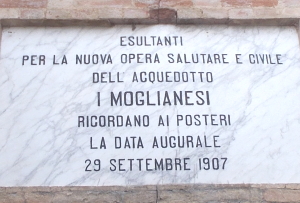 ESULTANTI
PER LA NUOVA OPERA SALUTARE E CIVILE
DELL ACQUEDOTTO
I MOGLIANESI
RICORDANO AI POSTERI
LA DATA AUGURALE
29 SETTEMBRE 1907